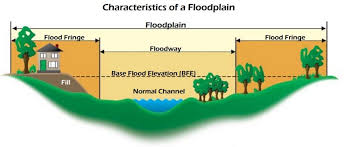 Characteristics of a Floodplain
Floodplain
Flood Fringe
Flood Fringe
Floodway
Base Flood Elevation (BFE)
Fill
Normal Channel